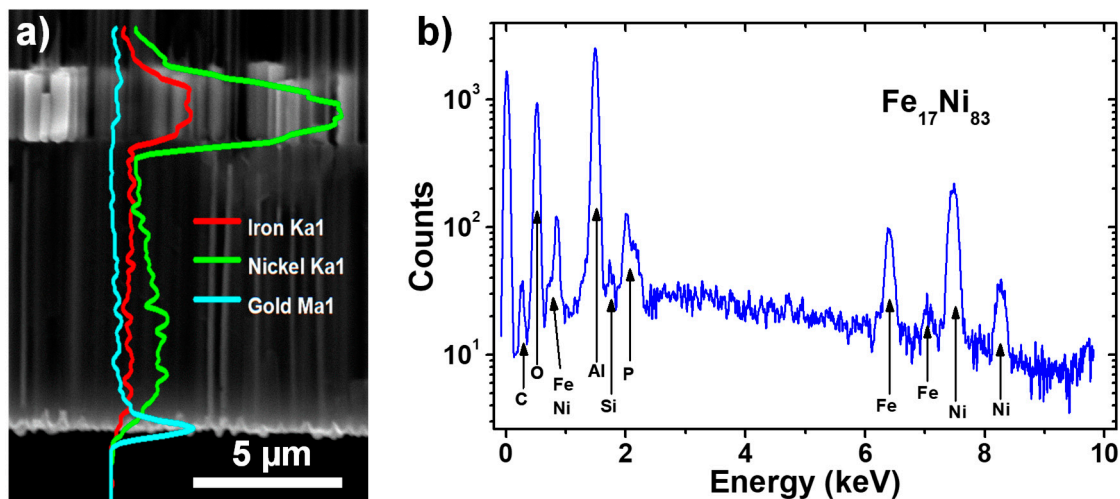 a)
Iron Ka1
Nickel Ka1
Gold Ma1
5 µm
b)
Fe₁₇Ni₈₃
Counts
10³
10²
10¹
C
O
Fe
Ni
Al
Si
P
Fe
Fe
Ni
Ni
0 2 4 6 8 10
Energy (keV)